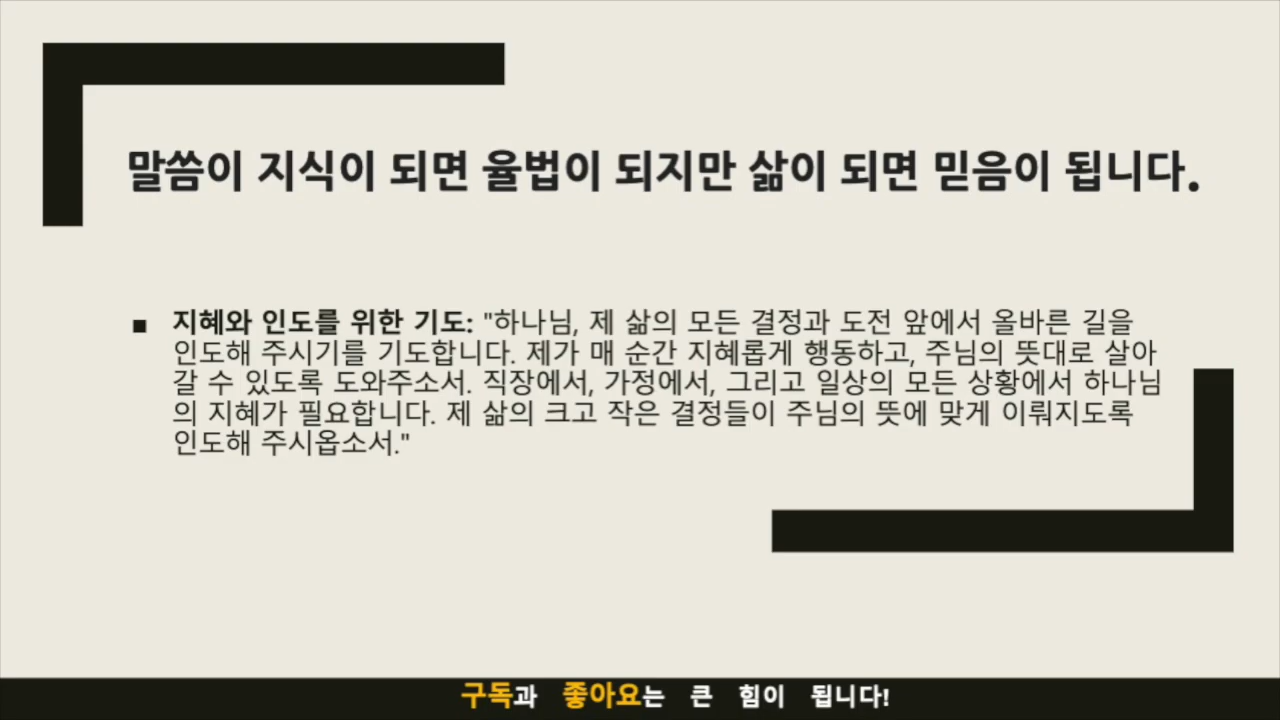 말씀이 지식이 되면 율법이 되지만 삶이 되면 믿음이 됩니다.
■ 지혜와 인도를 위한 기도: "하나님, 제 삶의 모든 결정과 도전 앞에서 올바른 길을
인도해 주시기를 기도합니다. 제가 매 순간 지혜롭게 행동하고, 주님의 뜻대로 살아
갈 수 있도록 도와주소서. 직장에서, 가정에서, 그리고 일상의 모든 상황에서 하나님
의 지혜가 필요합니다. 제 삶의 크고 작은 결정들이 주님의 뜻에 맞게 이뤄지도록
인도해 주시옵소서."
구독과 좋아요는 큰 힘이 됩니다!